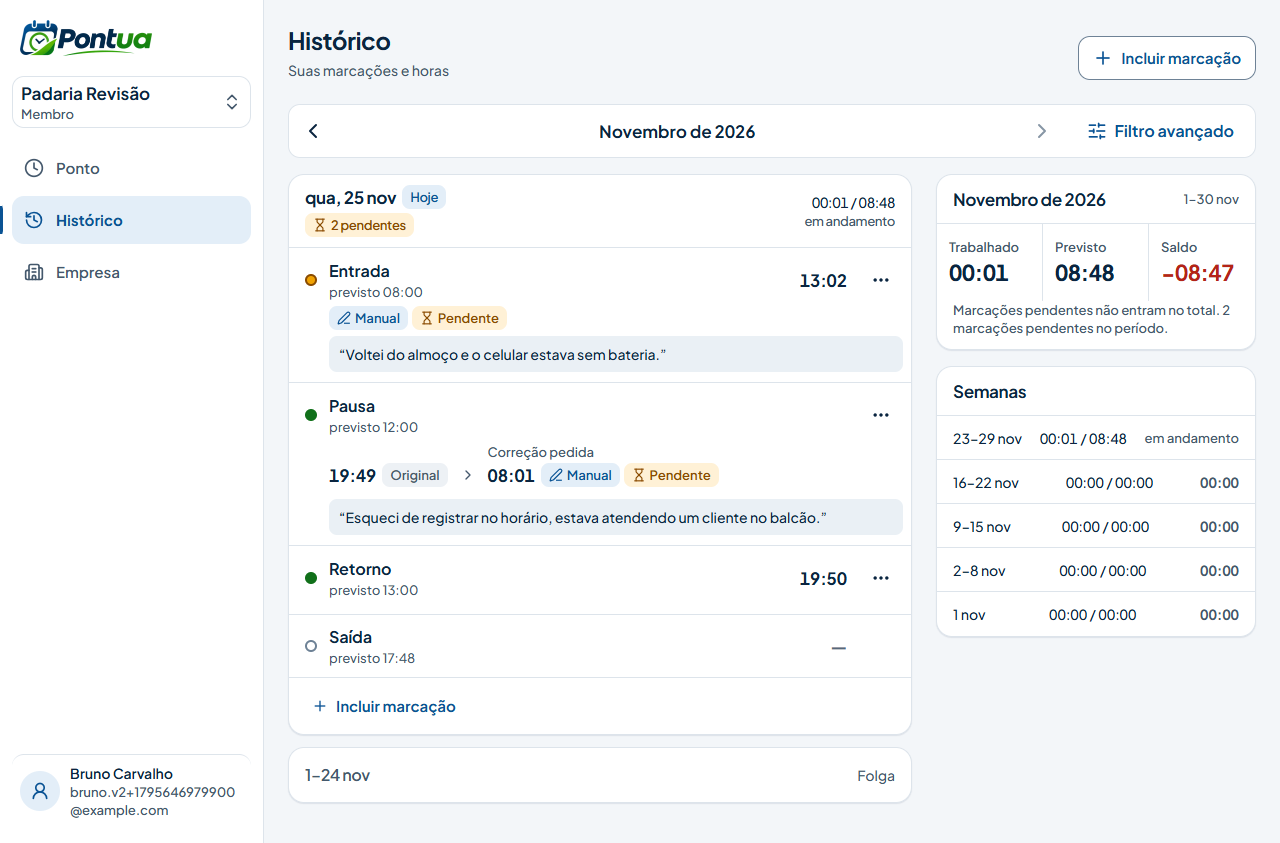 Pontua
Padaria Revisão
Membro
Ponto
Histórico
Empresa
Bruno Carvalho
bruno.v2+1795646979900
@example.com
Histórico
Suas marcações e horas
Incluir marcação
Novembro de 2026
Filtro avançado
qua, 25 nov Hoje
2 pendentes
00:01 / 08:48
em andamento
Entrada
previsto 08:00
13:02
Manual Pendente
“Voltei do almoço e o celular estava sem bateria.”
Pausa
previsto 12:00
Correção pedida
19:49 Original 08:01 Manual Pendente
“Esqueci de registrar no horário, estava atendendo um cliente no balcão.”
Retorno
previsto 13:00
19:50
Saída
previsto 17:48
—
Incluir marcação
1–24 nov Folga
Novembro de 2026 1–30 nov
Trabalhado Previsto Saldo
00:01 08:48 −08:47
Marcações pendentes não entram no total. 2
marcações pendentes no período.
Semanas
23–29 nov 00:01 / 08:48 em andamento
16–22 nov 00:00 / 00:00 00:00
9–15 nov 00:00 / 00:00 00:00
2–8 nov 00:00 / 00:00 00:00
1 nov 00:00 / 00:00 00:00